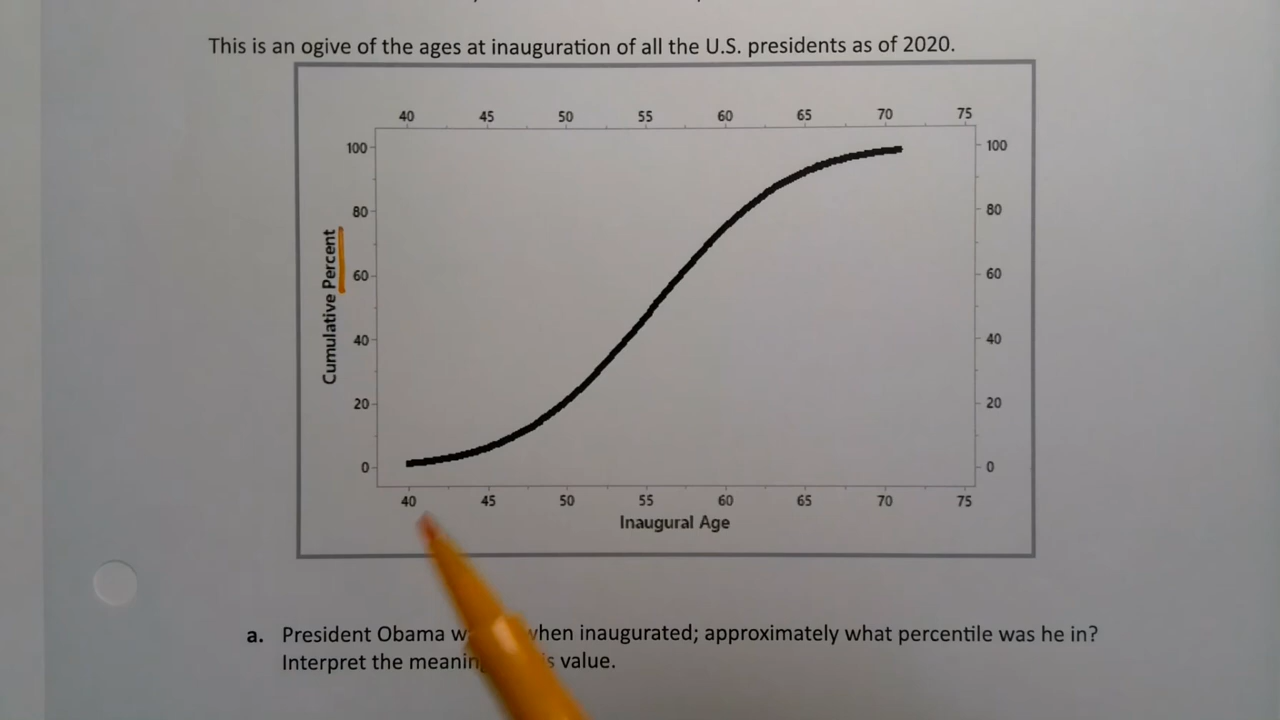 This is an ogive of the ages at inauguration of all the U.S. presidents as of 2020.
40 45 50 55 60 65 70 75
100 100
80 80
60 60
40 40
20 20
0 0
Cumulative Percent
40 45 50 55 60 65 70 75
Inaugural Age
a. President Obama when inaugurated; approximately what percentile was he in?
Interpret the value.